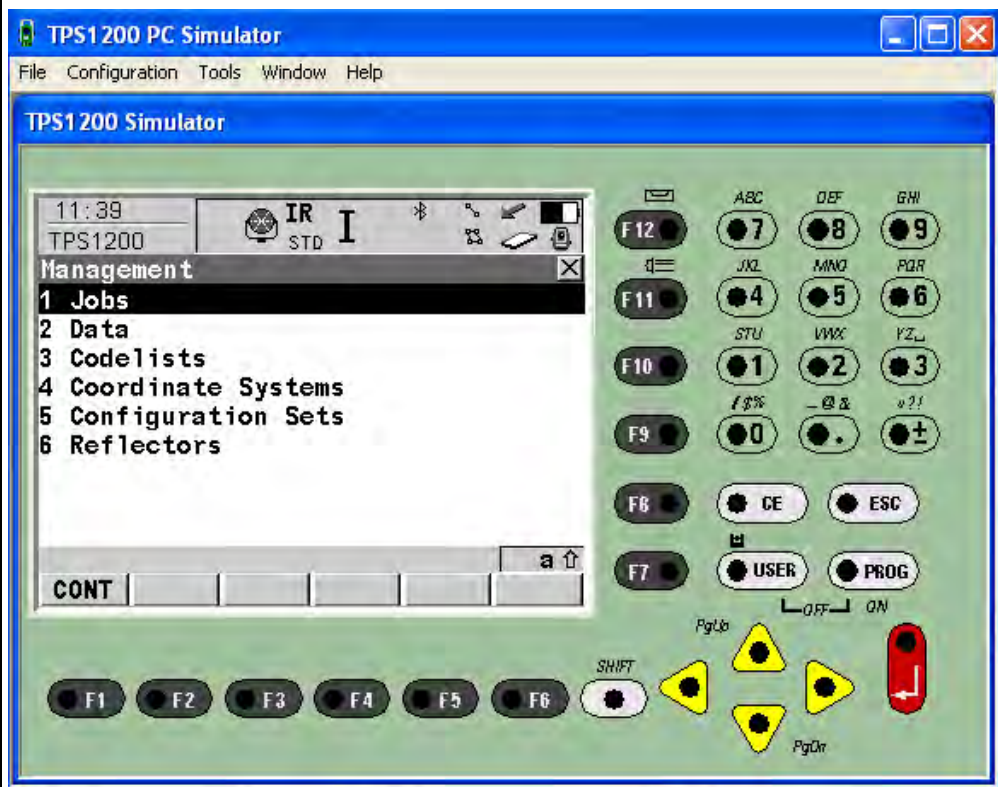 TPS1200 PC Simulator
File Configuration Tools Window Help
TPS1200 Simulator
11:39
TPS1200
IR
STD
I
Management
1 Jobs
2 Data
3 Codelists
4 Coordinate Systems
5 Configuration Sets
6 Reflectors
a
CONT
ABC DEF GHI
F12 7 8 9
JKL MNO PQR
F11 4 5 6
STU VWX YZ
F10 1 2 3
/$% _@& *?!
F9 0 . ±
F8 CE ESC
F7 USER PROG
OFF ON
PgUp
SHIFT
F1 F2 F3 F4 F5 F6
PgDn